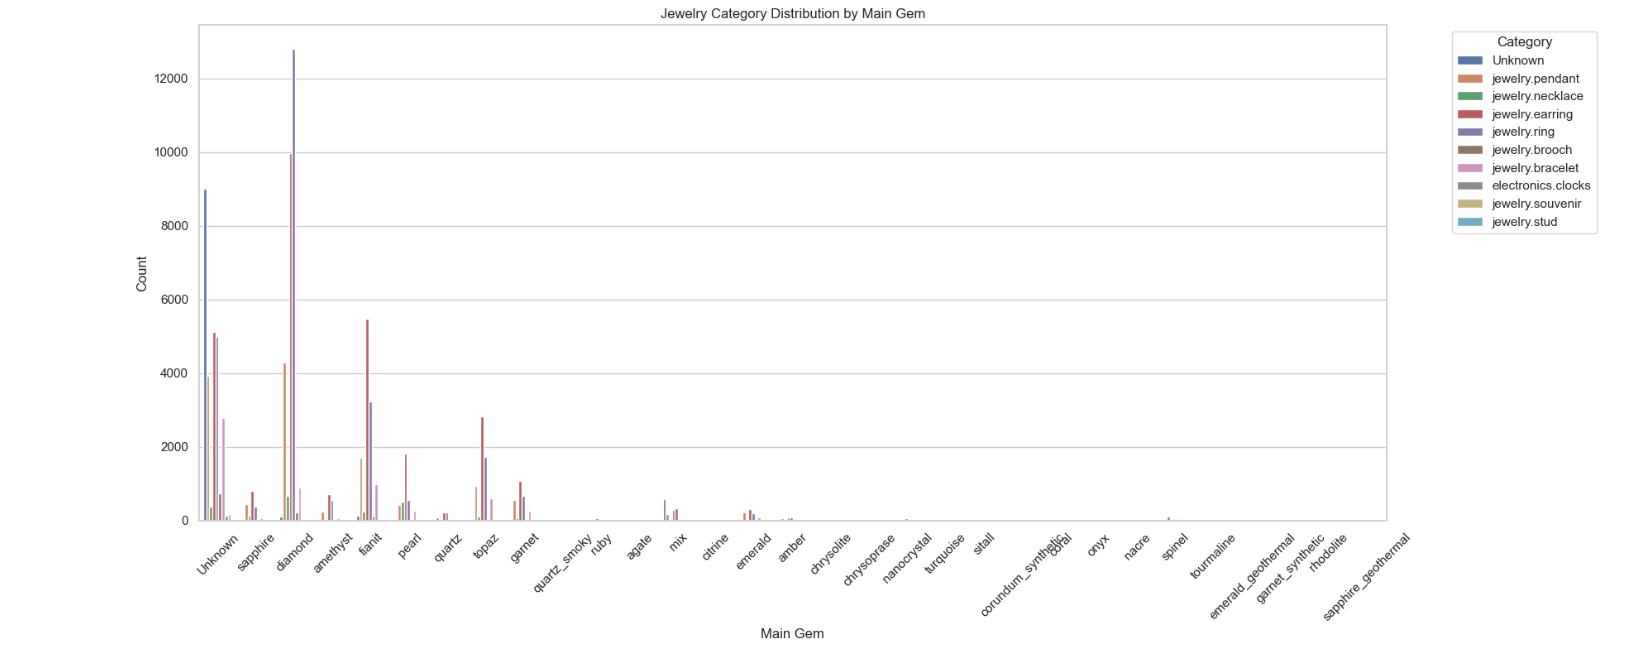 Jewelry Category Distribution by Main Gem
12000
10000
8000
6000
4000
2000
0
Count
Unknown
sapphire
diamond
amethyst
fianit
pearl
quartz
topaz
garnet
quartz_smoky
ruby
agate
mix
citrine
emerald
amber
chrysolite
chrysoprase
nanocrystal
turquoise
sitall
corundum_synthetic
coral
onyx
nacre
spinel
tourmaline
emerald_geothermal
garnet_synthetic
rhodolite
sapphire_geothermal
Main Gem
Category
Unknown
jewelry.pendant
jewelry.necklace
jewelry.earring
jewelry.ring
jewelry.brooch
jewelry.bracelet
electronics.clocks
jewelry.souvenir
jewelry.stud